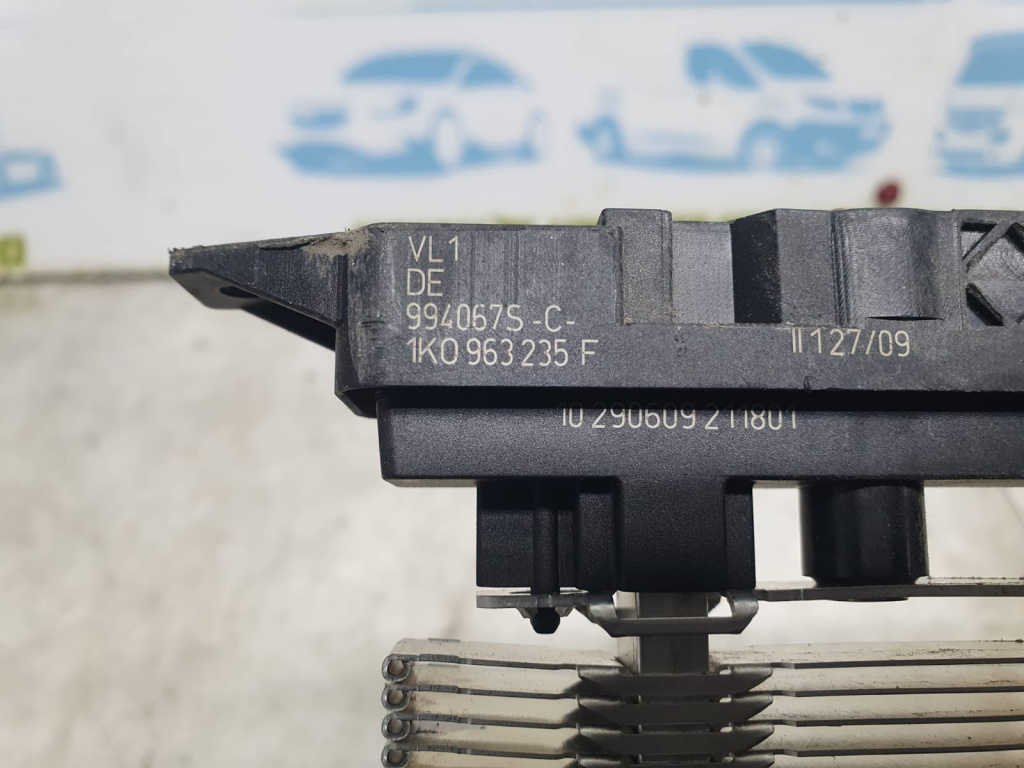 VL1
DE
994067S -C-
1K0 963 235 F
II 127/09
10 290609 211801